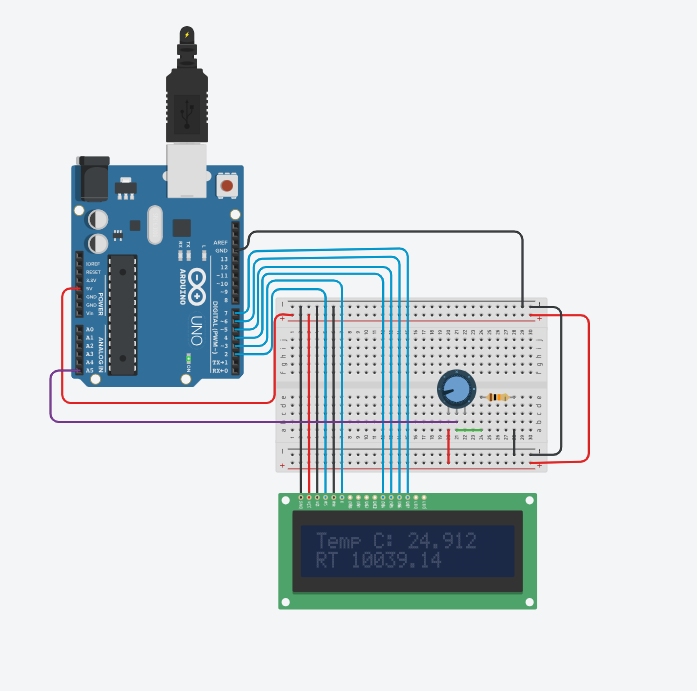 AREF
GND
13
12
~11
~10
~9
8
7
~6
~5
4
~3
2
TX→1
RX←0
DIGITAL (PWM~)
IOREF
RESET
3.3V
5V
GND
GND
Vin
POWER
A0
A1
A2
A3
A4
A5
ANALOG IN
TX
RX
L
ARDUINO
UNO
ON
Temp C: 24.912
RT 10039.14